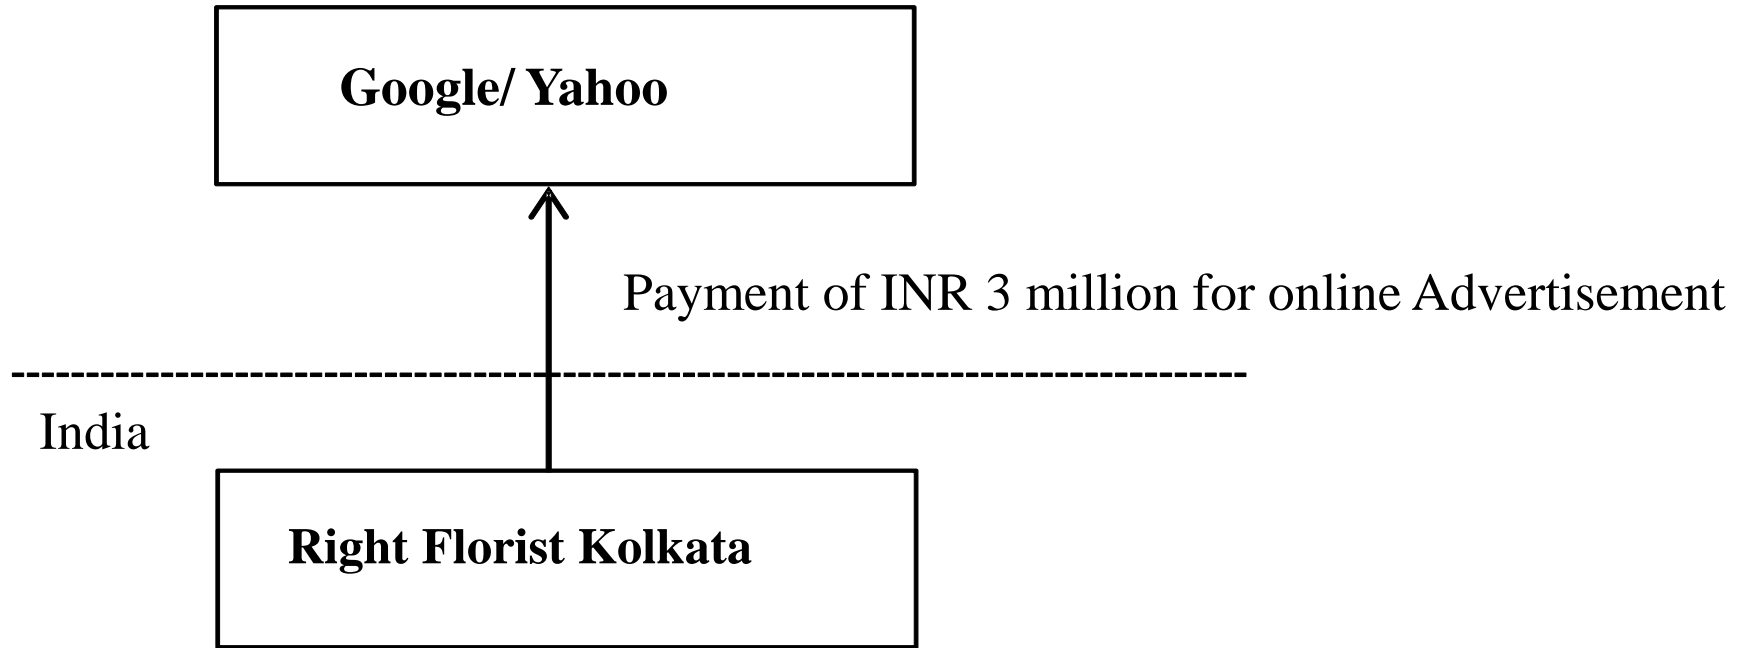 Google/ Yahoo
Payment of INR 3 million for online Advertisement
India
Right Florist Kolkata